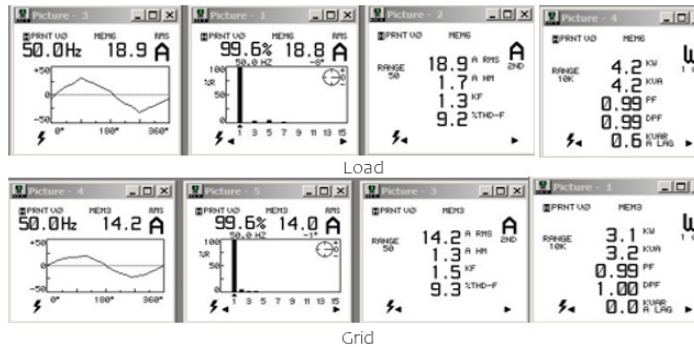 Picture - 3
PRNT VØ MEM6 RMS
50.0Hz 18.9 A
+50
0
-50
0° 180° 360°
Picture - 1
PRNT VØ MEM6 RMS
99.6% 18.8 A
50.0 HZ -8°
100
%R
50
0
1 3 5 7 9 11 13 15
Picture - 2
PRNT VØ MEM6
RANGE
50
A
2ND
18.9 A RMS
1.7 A HM
1.3 KF
9.2 %THD-F
Picture - 4
PRNT VØ MEM6
RANGE
10K
4.2 KW
4.2 KVA
0.99 PF
0.99 DPF
0.6 KVAR
A LAG
Load
Picture - 4
PRNT VØ MEM3 RMS
50.0Hz 14.2 A
+50
0
-50
0° 180° 360°
Picture - 5
PRNT VØ MEM3 RMS
99.6% 14.0 A
50.0 HZ -1°
100
%R
50
0
1 3 5 7 9 11 13 15
Picture - 3
PRNT VØ MEM3
RANGE
50
A
2ND
14.2 A RMS
1.3 A HM
1.5 KF
9.3 %THD-F
Picture - 1
PRNT VØ MEM3
RANGE
10K
3.1 KW
3.2 KVA
0.99 PF
1.00 DPF
0.0 KVAR
A LAG
Grid